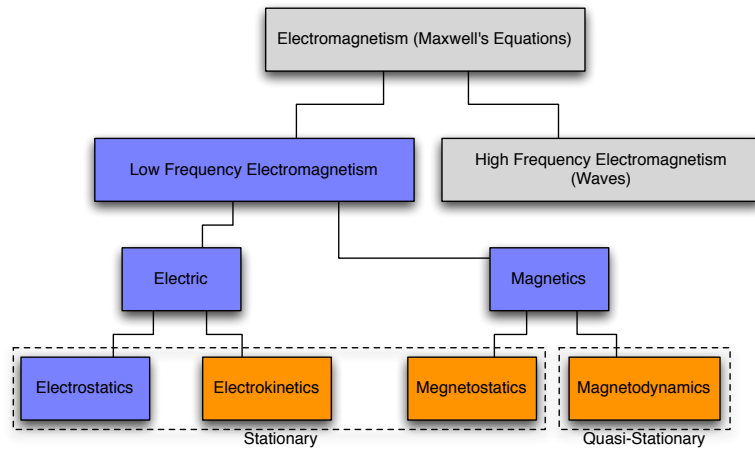 Electromagnetism (Maxwell's Equations)
Low Frequency Electromagnetism
High Frequency Electromagnetism
(Waves)
Electric
Magnetics
Electrostatics
Electrokinetics
Megnetostatics
Magnetodynamics
Stationary
Quasi-Stationary